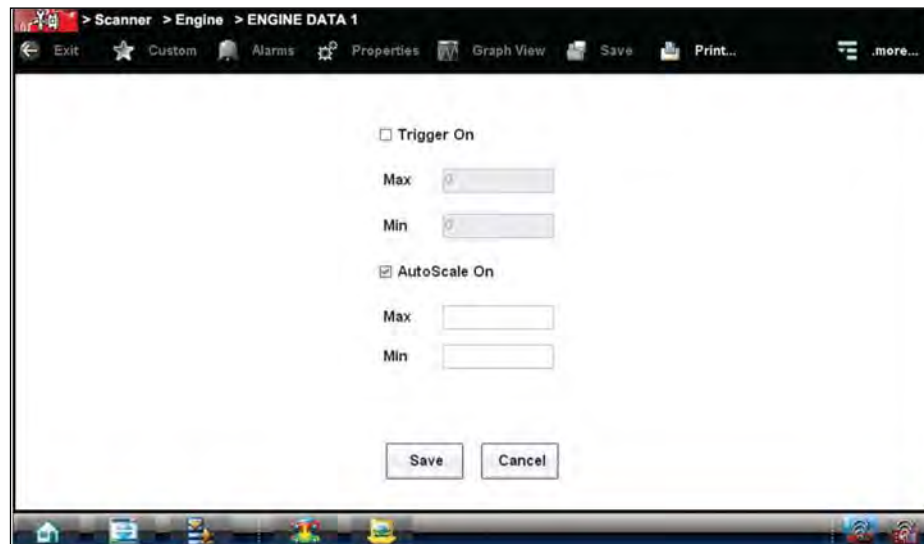 > Scanner > Engine > ENGINE DATA 1
Exit Custom Alarms Properties Graph View Save Print... .more...
Trigger On
Max 0
Min 0
AutoScale On
Max
Min
Save Cancel